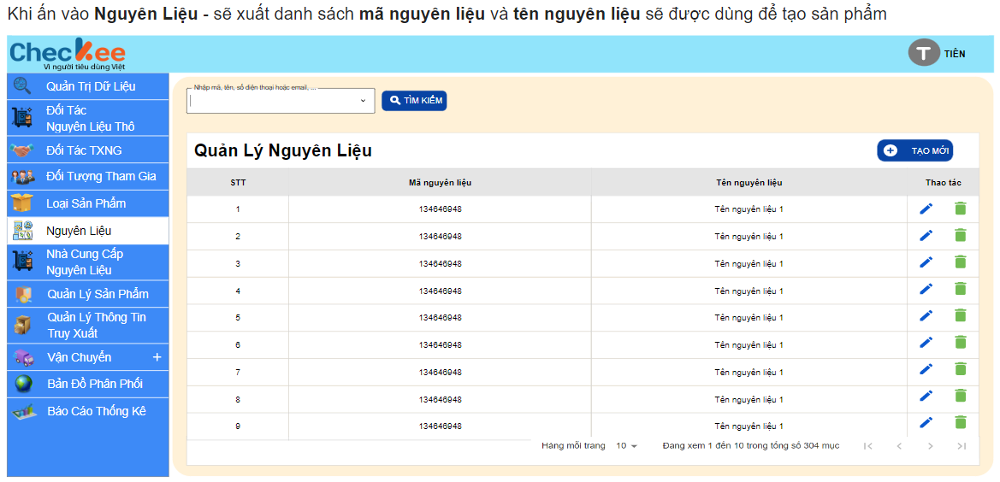 Khi ấn vào Nguyên Liệu - sẽ xuất danh sách mã nguyên liệu và tên nguyên liệu sẽ được dùng để tạo sản phẩm
Checkee
Vì người tiêu dùng Việt
T TIÊN
Quản Trị Dữ Liệu
Đối Tác
Nguyên Liệu Thô
Đối Tác TXNG
Đối Tượng Tham Gia
Loại Sản Phẩm
Nguyên Liệu
Nhà Cung Cấp
Nguyên Liệu
Quản Lý Sản Phẩm
Quản Lý Thông Tin
Truy Xuất
Vận Chuyển +
Bản Đồ Phân Phối
Báo Cáo Thống Kê
Nhập mã, tên, số điện thoại hoặc email, ...
TÌM KIẾM
Quản Lý Nguyên Liệu
TẠO MỚI
STT Mã nguyên liệu Tên nguyên liệu Thao tác
1 134646948 Tên nguyên liệu 1
2 134646948 Tên nguyên liệu 1
3 134646948 Tên nguyên liệu 1
4 134646948 Tên nguyên liệu 1
5 134646948 Tên nguyên liệu 1
6 134646948 Tên nguyên liệu 1
7 134646948 Tên nguyên liệu 1
8 134646948 Tên nguyên liệu 1
9 134646948 Tên nguyên liệu 1
Hàng mỗi trang 10 Đang xem 1 đến 10 trong tổng số 304 mục